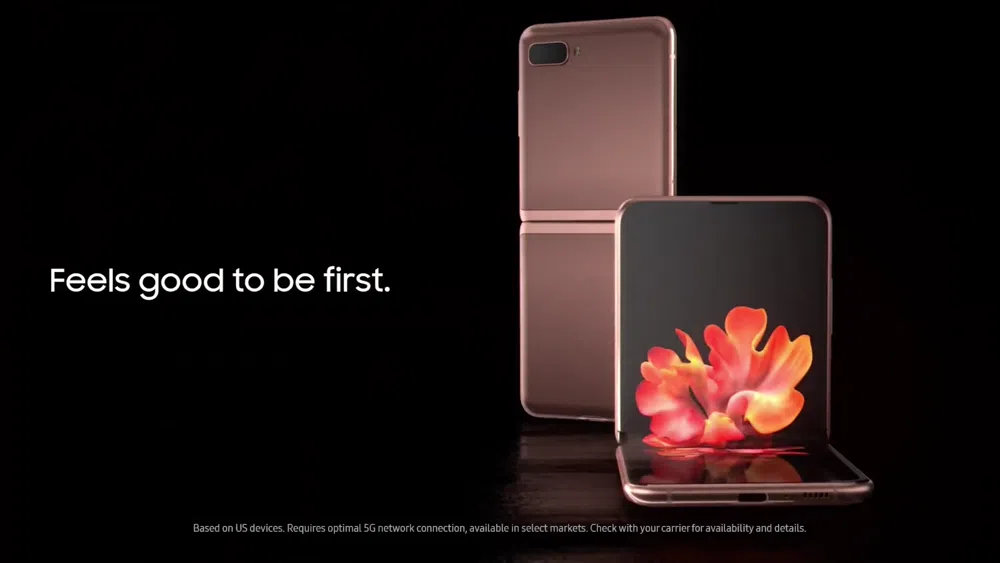 Feels good to be first.
Based on US devices. Requires optimal 5G network connection, available in select markets. Check with your carrier for availability and details.